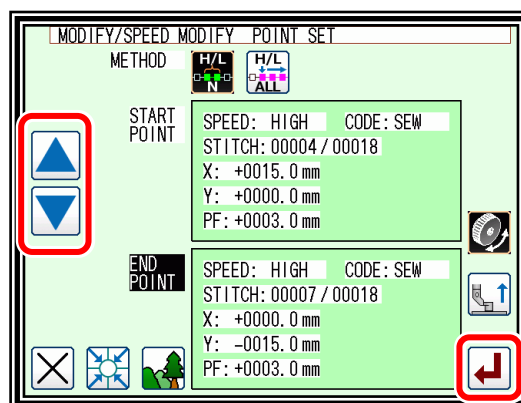 MODIFY/SPEED MODIFY POINT SET
METHOD
H/L
N
H/L
ALL
START
POINT
SPEED: HIGH CODE: SEW
STITCH: 00004 / 00018
X: +0015.0 mm
Y: +0000.0 mm
PF: +0003.0 mm
END
POINT
SPEED: HIGH CODE: SEW
STITCH: 00007 / 00018
X: +0000.0 mm
Y: -0015.0 mm
PF: +0003.0 mm